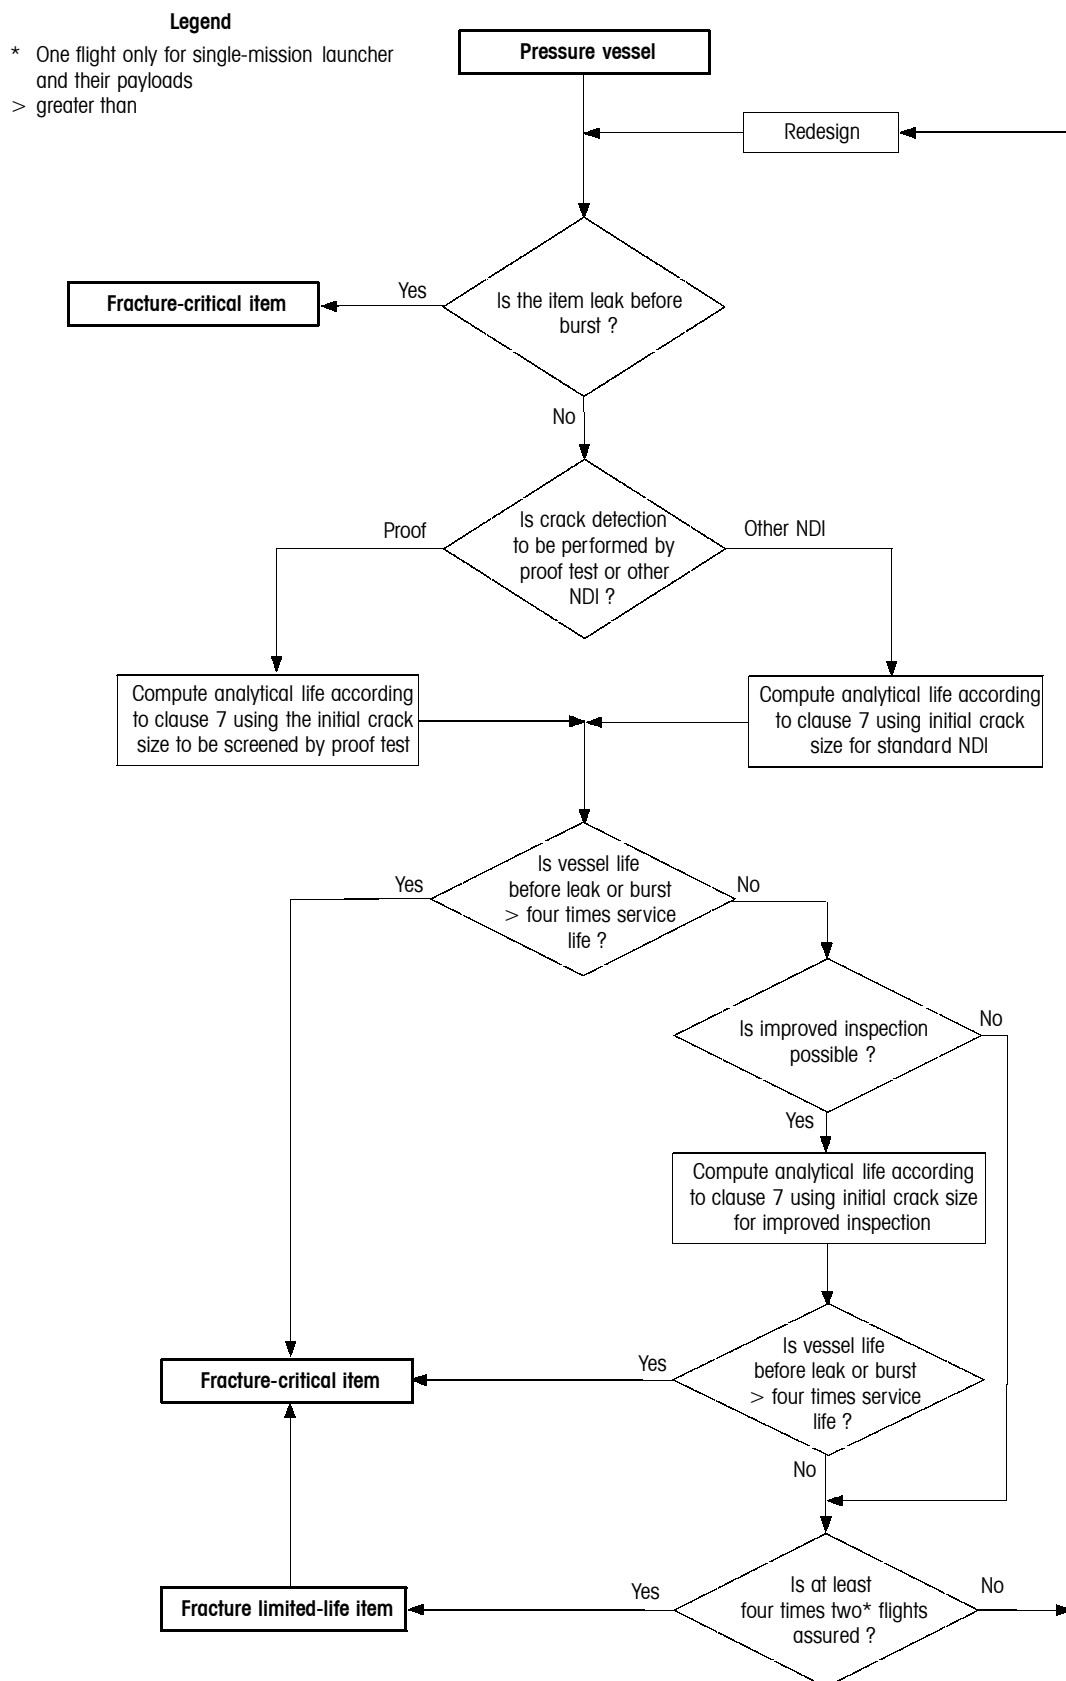 Legend
* One flight only for single-mission launcher
and their payloads
> greater than
Pressure vessel
Redesign
Is the item leak before
burst ?
Yes
Fracture-critical item
No
Is crack detection
to be performed by
proof test or other
NDI ?
Proof
Other NDI
Compute analytical life according
to clause 7 using the initial crack
size to be screened by proof test
Compute analytical life according
to clause 7 using initial crack
size for standard NDI
Is vessel life
before leak or burst
> four times service
life ?
Yes
No
Is improved inspection
possible ?
No
Yes
Compute analytical life according
to clause 7 using initial crack size
for improved inspection
Is vessel life
before leak or burst
> four times service
life ?
Yes
Fracture-critical item
No
Is at least
four times two* flights
assured ?
Yes
No
Fracture limited-life item